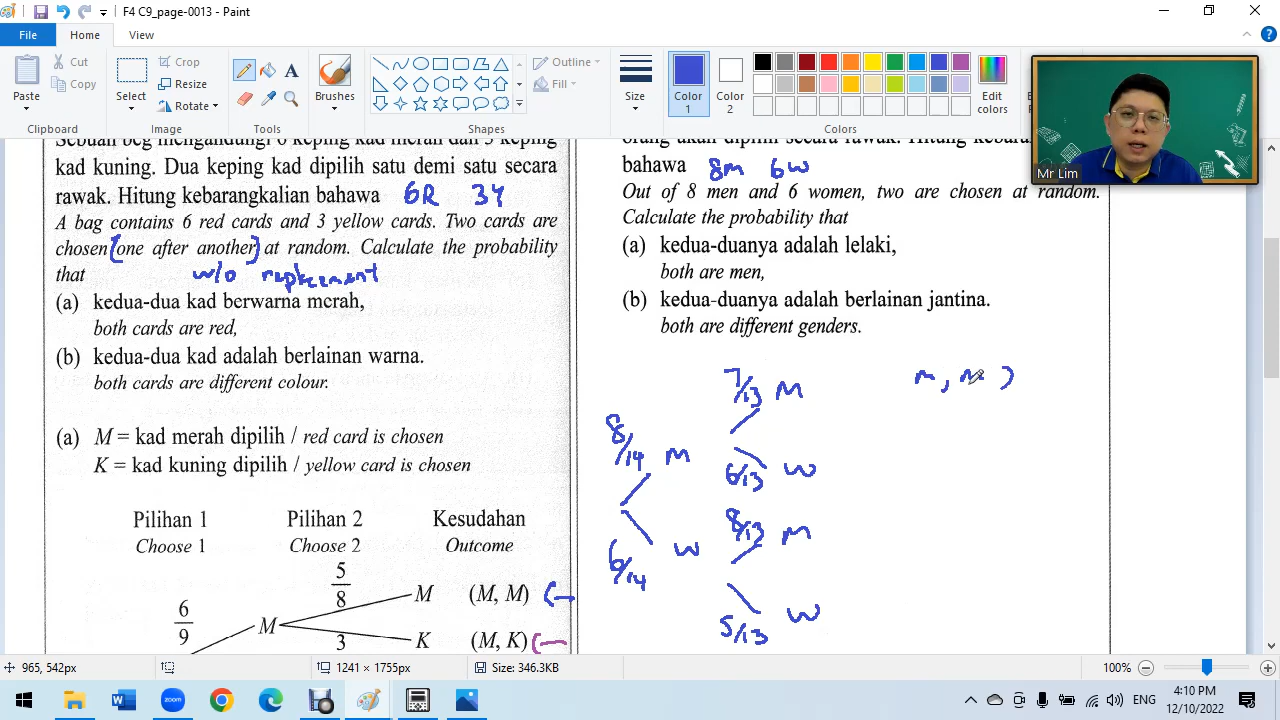 F4 C9_page-0013 - Paint
File Home View
Paste Cut Copy Clipboard
Select Crop Resize Rotate Image
Tools
Brushes
Outline Fill Shapes
Size
Color 1 Color 2 Edit colors Colors
Mr Lim
kad kuning. Dua keping kad dipilih satu demi satu secara
rawak. Hitung kebarangkalian bahawa 6R 3Y
A bag contains 6 red cards and 3 yellow cards. Two cards are
chosen (one after another) at random. Calculate the probability
that w/o replacement
(a) kedua-dua kad berwarna merah,
both cards are red,
(b) kedua-dua kad adalah berlainan warna.
both cards are different colour.
(a) M = kad merah dipilih / red card is chosen
K = kad kuning dipilih / yellow card is chosen
Pilihan 1 Pilihan 2 Kesudahan
Choose 1 Choose 2 Outcome
5/8 M (M, M)
6/9 M
3 K (M, K)
bahawa 8M 6W
Out of 8 men and 6 women, two are chosen at random.
Calculate the probability that
(a) kedua-duanya adalah lelaki,
both are men,
(b) kedua-duanya adalah berlainan jantina.
both are different genders.
7/13 M m, m )
8/14 M
6/13 W
8/13 M
6/14 W
5/13 W
965, 542px 1241 × 1755px Size: 346.3KB 100%
zoom
ENG 4:10 PM 12/10/2022